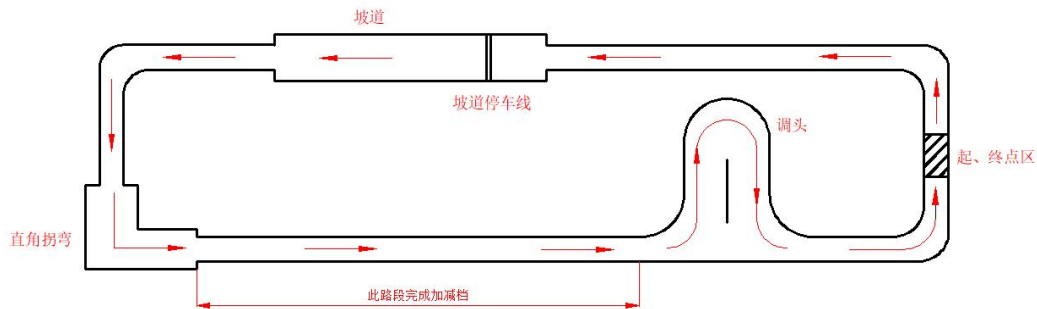 坡道
坡道停车线
调头
起、终点区
直角拐弯
此路段完成加减档